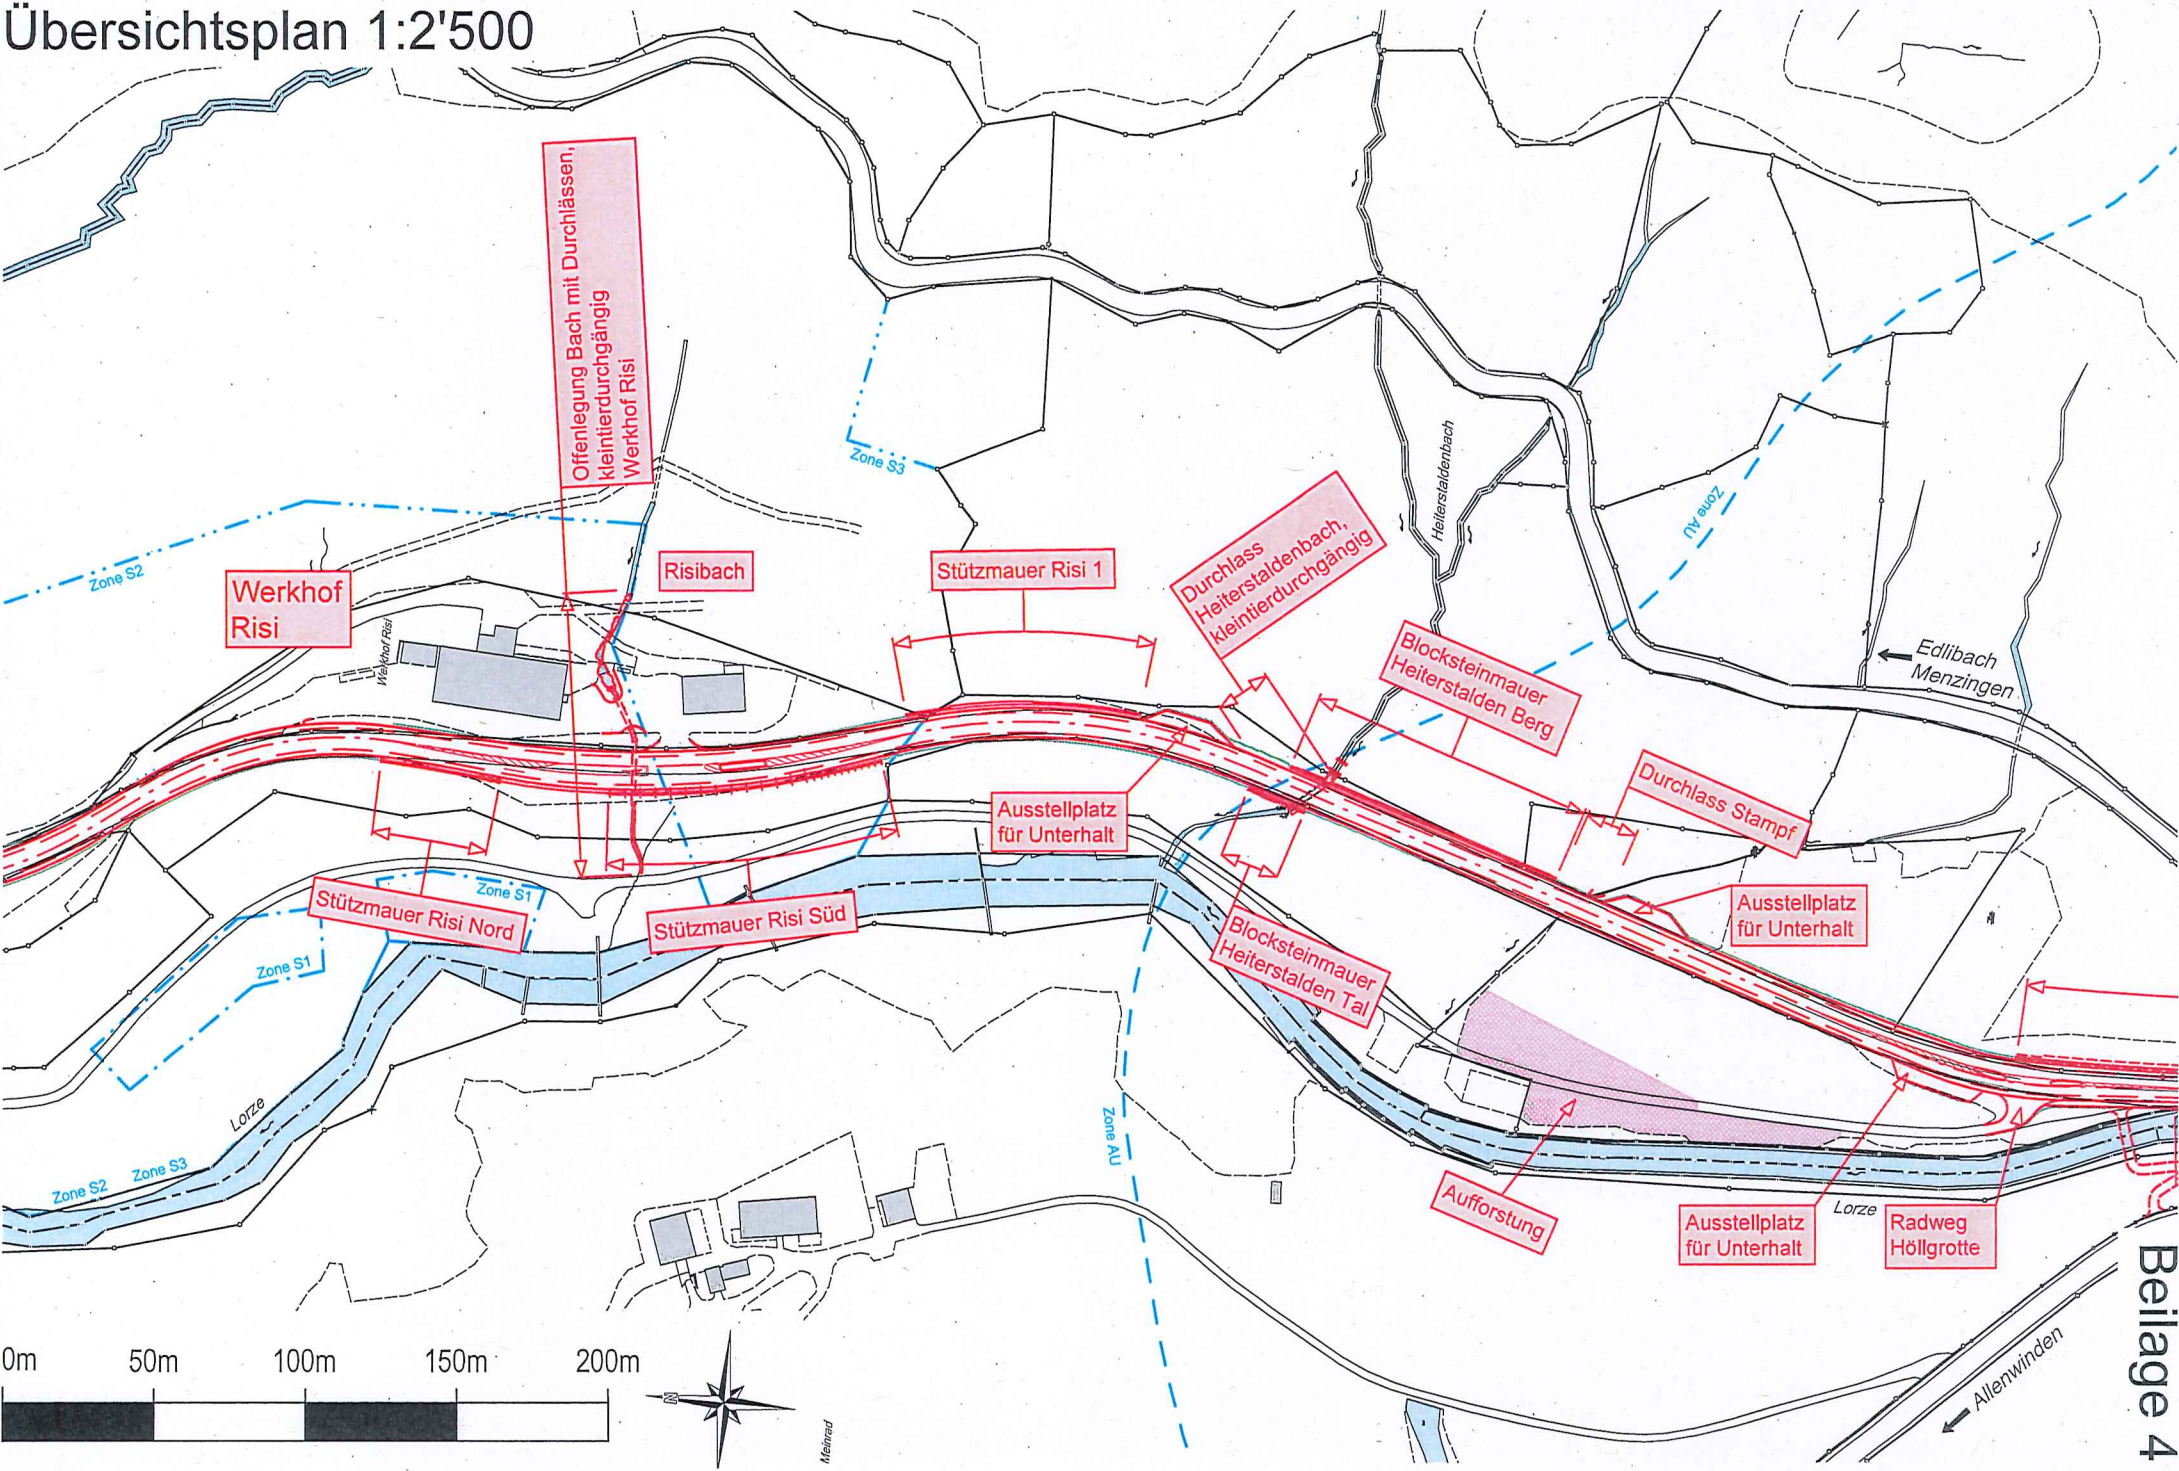 Übersichtsplan 1:2'500
Offenlegung Bach mit Durchlässen,
kleintierdurchgängig
Werkhof Risi
Zone S3
Heiterstaldenbach
Zone AU
Zone S2
Werkhof
Risi
Werkhof Risi
Risibach
Stützmauer Risi 1
Durchlass
Heiterstaldenbach,
kleintierdurchgängig
Blocksteinmauer
Heiterstalden Berg
Edlibach
Menzingen
Durchlass Stampf
Ausstellplatz
für Unterhalt
Ausstellplatz
für Unterhalt
Zone S1
Stützmauer Risi Nord
Stützmauer Risi Süd
Zone S1
Blocksteinmauer
Heiterstalden Tal
Lorze
Zone S2
Zone S3
Zone AU
Aufforstung
Ausstellplatz
für Unterhalt
Lorze
Radweg
Höllgrotte
Beilage 4
Allenwinden
0m 50m 100m 150m 200m
N
Meinrad